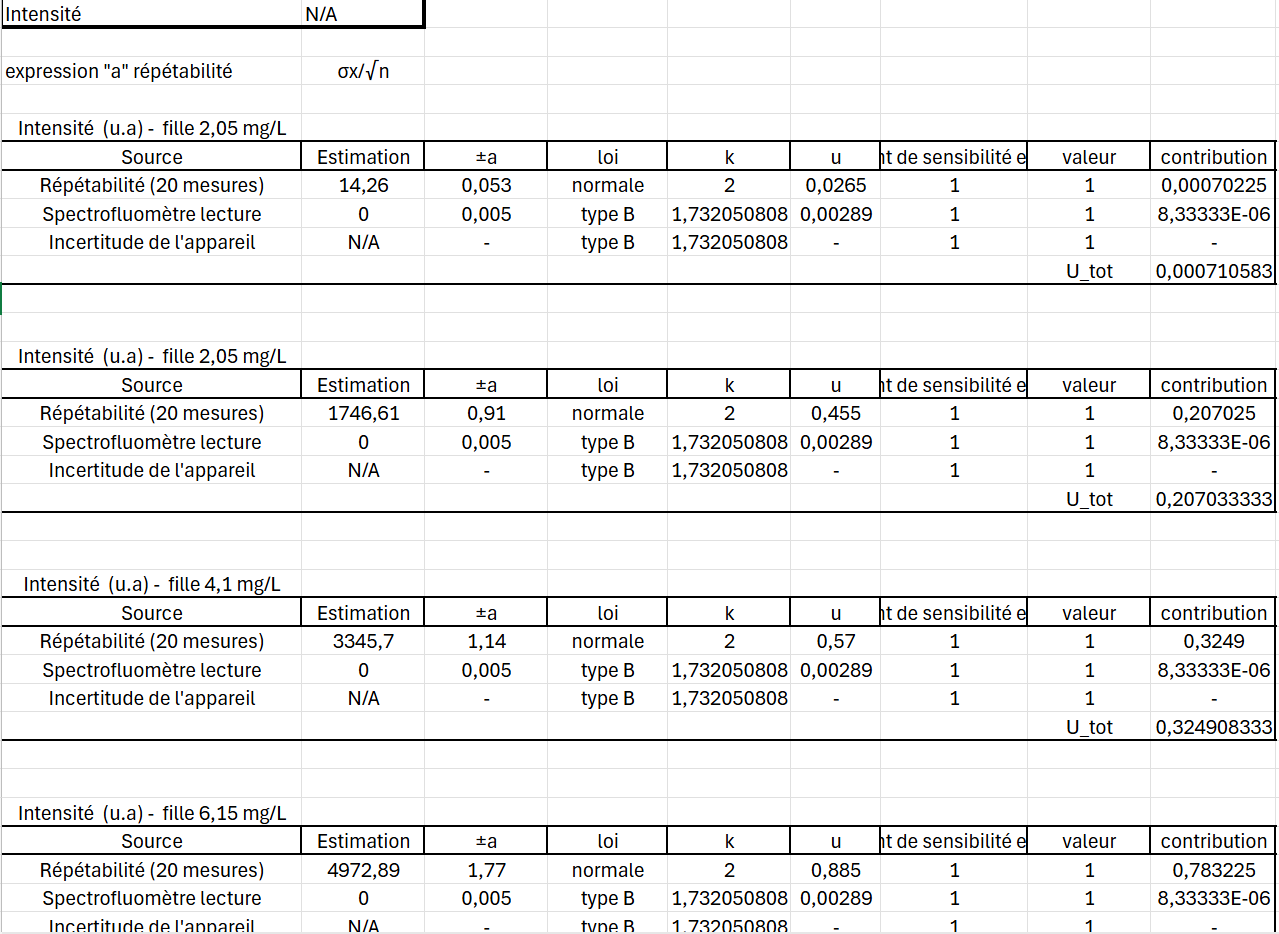 Intensité N/A
expression "a" répétabilité σx/√n
Intensité (u.a) - fille 2,05 mg/L
Source Estimation ±a loi k u nt de sensibilité e valeur contribution
Répétabilité (20 mesures) 14,26 0,053 normale 2 0,0265 1 1 0,00070225
Spectrofluomètre lecture 0 0,005 type B 1,732050808 0,00289 1 1 8,33333E-06
Incertitude de l'appareil N/A - type B 1,732050808 - 1 1 -
U_tot 0,000710583
Intensité (u.a) - fille 2,05 mg/L
Source Estimation ±a loi k u nt de sensibilité e valeur contribution
Répétabilité (20 mesures) 1746,61 0,91 normale 2 0,455 1 1 0,207025
Spectrofluomètre lecture 0 0,005 type B 1,732050808 0,00289 1 1 8,33333E-06
Incertitude de l'appareil N/A - type B 1,732050808 - 1 1 -
U_tot 0,207033333
Intensité (u.a) - fille 4,1 mg/L
Source Estimation ±a loi k u nt de sensibilité e valeur contribution
Répétabilité (20 mesures) 3345,7 1,14 normale 2 0,57 1 1 0,3249
Spectrofluomètre lecture 0 0,005 type B 1,732050808 0,00289 1 1 8,33333E-06
Incertitude de l'appareil N/A - type B 1,732050808 - 1 1 -
U_tot 0,324908333
Intensité (u.a) - fille 6,15 mg/L
Source Estimation ±a loi k u nt de sensibilité e valeur contribution
Répétabilité (20 mesures) 4972,89 1,77 normale 2 0,885 1 1 0,783225
Spectrofluomètre lecture 0 0,005 type B 1,732050808 0,00289 1 1 8,33333E-06
Incertitude de l'appareil N/A - type B 1,732050808 - 1 1 -